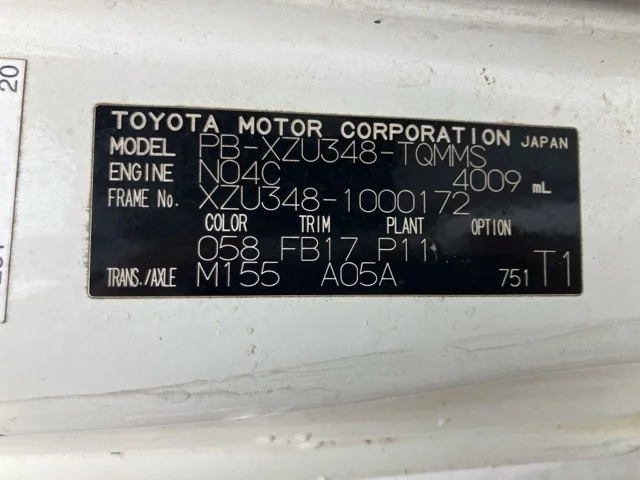 TOYOTA MOTOR CORPORATION JAPAN
MODEL PB-XZU348-TQMMS
ENGINE N04C 4009 mL
FRAME No. XZU348-1000172
COLOR TRIM PLANT OPTION
058 FB17 P11
TRANS./AXLE M155 A05A 751 T1
20